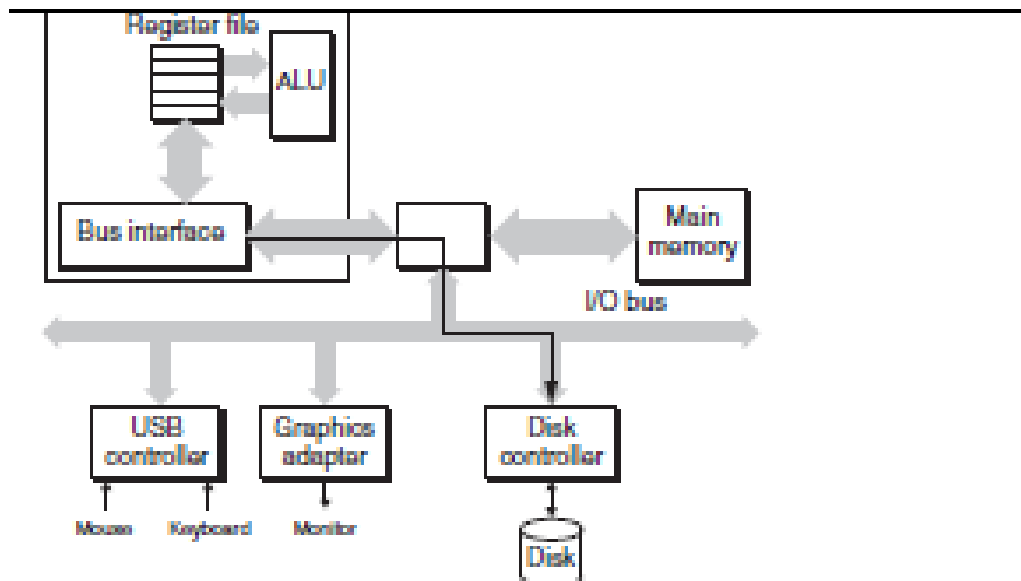 Register file
ALU
Bus interface
Main
memory
I/O bus
USB
controller
Graphics
adapter
Disk
controller
Mouse
Keyboard
Monitor
Disk